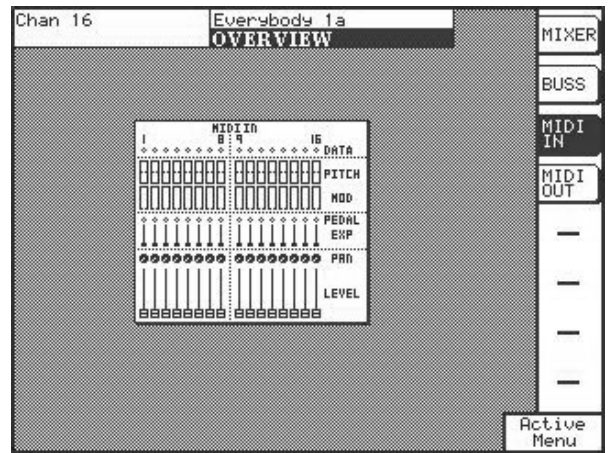 Chan 16
Everybody 1a
OVERVIEW
MIXER
BUSS
MIDI
IN
MIDI
OUT
MIDI IN
1 8 9 16
DATA
PITCH
MOD
PEDAL
EXP
PAN
LEVEL
Active
Menu